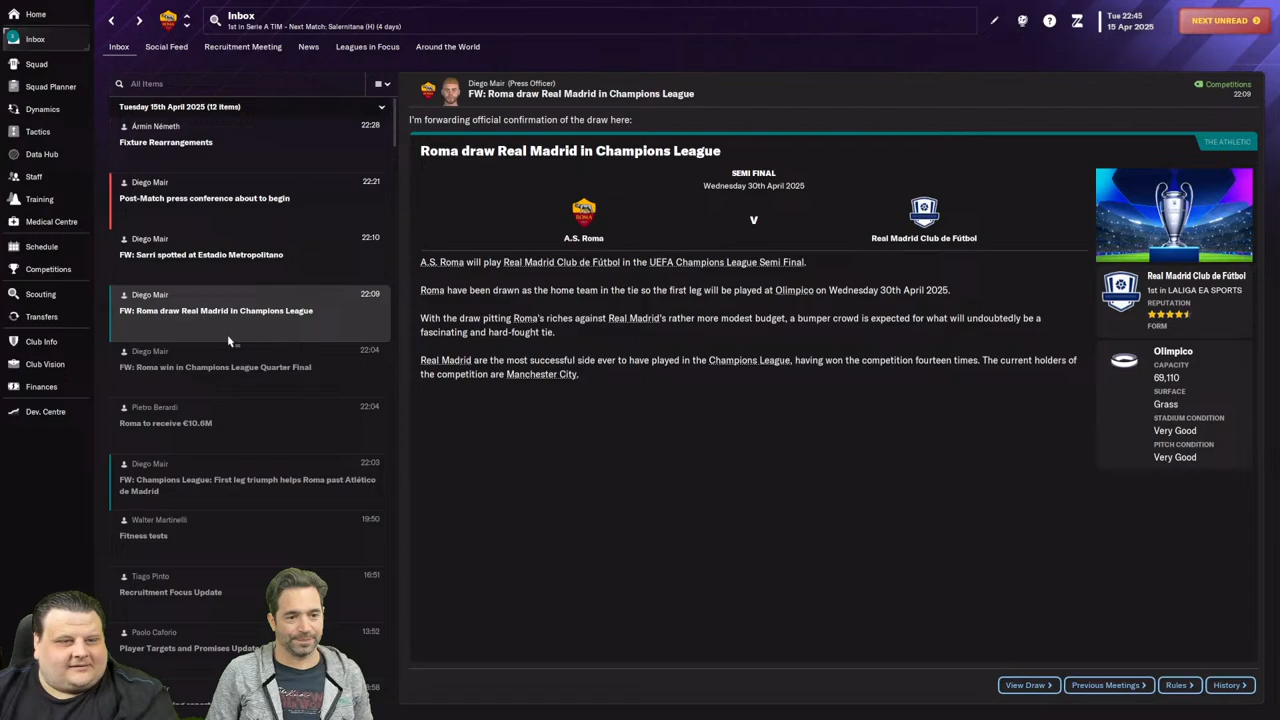 Home
Inbox
Squad
Squad Planner
Dynamics
Tactics
Data Hub
Staff
Training
Medical Centre
Schedule
Competitions
Scouting
Transfers
Club Info
Club Vision
Finances
Dev. Centre
Inbox
1st in Serie A TIM - Next Match: Salernitana (H) (4 days)
Tue 22:45
15 Apr 2025
NEXT UNREAD
Inbox
Social Feed
Recruitment Meeting
News
Leagues in Focus
Around the World
All Items
Tuesday 15th April 2025 (12 Items)
Ármin Németh 22:28
Fixture Rearrangements
Diego Mair 22:21
Post-Match press conference about to begin
Diego Mair 22:10
FW: Sarri spotted at Estadio Metropolitano
Diego Mair 22:09
FW: Roma draw Real Madrid in Champions League
Diego Mair 22:04
FW: Roma win in Champions League Quarter Final
Pietro Berardi 22:04
Roma to receive €10.6M
Diego Mair 22:03
FW: Champions League: First leg triumph helps Roma past Atlético
de Madrid
Walter Martinelli 19:50
Fitness tests
Tiago Pinto 16:51
Recruitment Focus Update
Paolo Caforio 13:52
Player Targets and Promises Update
Diego Mair (Press Officer)
FW: Roma draw Real Madrid in Champions League
Competitions
22:09
I'm forwarding official confirmation of the draw here:
THE ATHLETIC
Roma draw Real Madrid in Champions League
SEMI FINAL
Wednesday 30th April 2025
ROMA
v
A.S. Roma
Real Madrid Club de Fútbol
A.S. Roma will play Real Madrid Club de Fútbol in the UEFA Champions League Semi Final.
Roma have been drawn as the home team in the tie so the first leg will be played at Olimpico on Wednesday 30th April 2025.
With the draw pitting Roma's riches against Real Madrid's rather more modest budget, a bumper crowd is expected for what will undoubtedly be a
fascinating and hard-fought tie.
Real Madrid are the most successful side ever to have played in the Champions League, having won the competition fourteen times. The current holders of
the competition are Manchester City.
Real Madrid Club de Fútbol
1st in LALIGA EA SPORTS
REPUTATION
FORM
Olimpico
CAPACITY
69,110
SURFACE
Grass
STADIUM CONDITION
Very Good
PITCH CONDITION
Very Good
View Draw
Previous Meetings
Rules
History